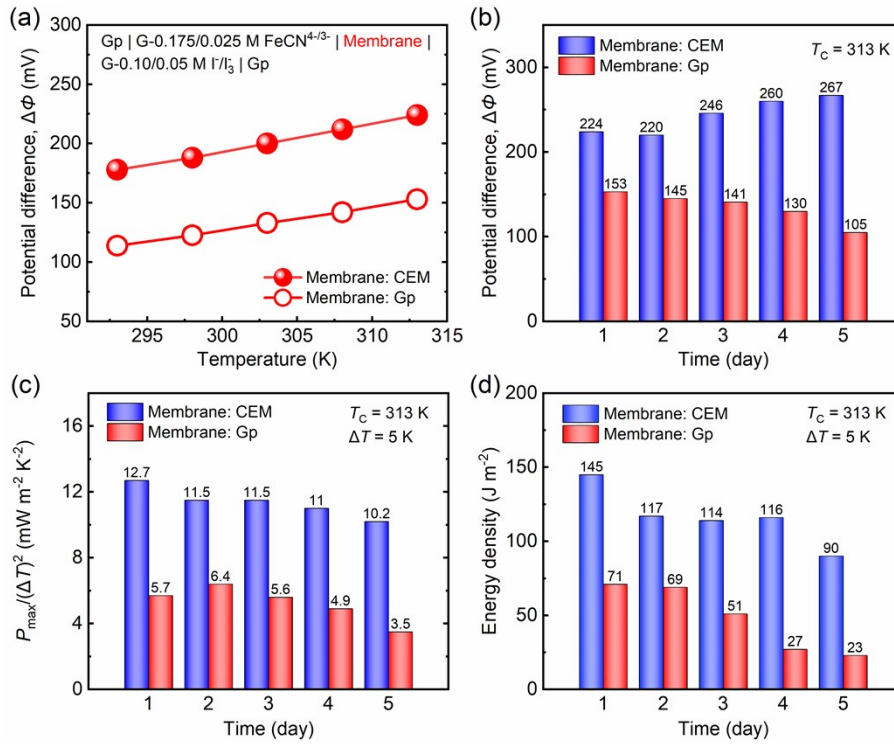 (a)
Gp | G-0.175/0.025 M FeCN⁴⁻/³⁻ | Membrane |
G-0.10/0.05 M I⁻/I₃⁻ | Gp
300
250
200
150
100
50
Potential difference, ΔΦ (mV)
Membrane: CEM
Membrane: Gp
295 300 305 310 315
Temperature (K)
(b)
Membrane: CEM
Membrane: Gp
T_C = 313 K
300
200
100
0
Potential difference, ΔΦ (mV)
224 220 246 260 267
153 145 141 130 105
1 2 3 4 5
Time (day)
(c)
Membrane: CEM
Membrane: Gp
T_C = 313 K
ΔT = 5 K
16
12
8
4
0
P_max/(ΔT)² (mW m⁻² K⁻²)
12.7 11.5 11.5 11 10.2
5.7 6.4 5.6 4.9 3.5
1 2 3 4 5
Time (day)
(d)
Membrane: CEM
Membrane: Gp
T_C = 313 K
ΔT = 5 K
200
150
100
50
0
Energy density (J m⁻²)
145 117 114 116 90
71 69 51 27 23
1 2 3 4 5
Time (day)